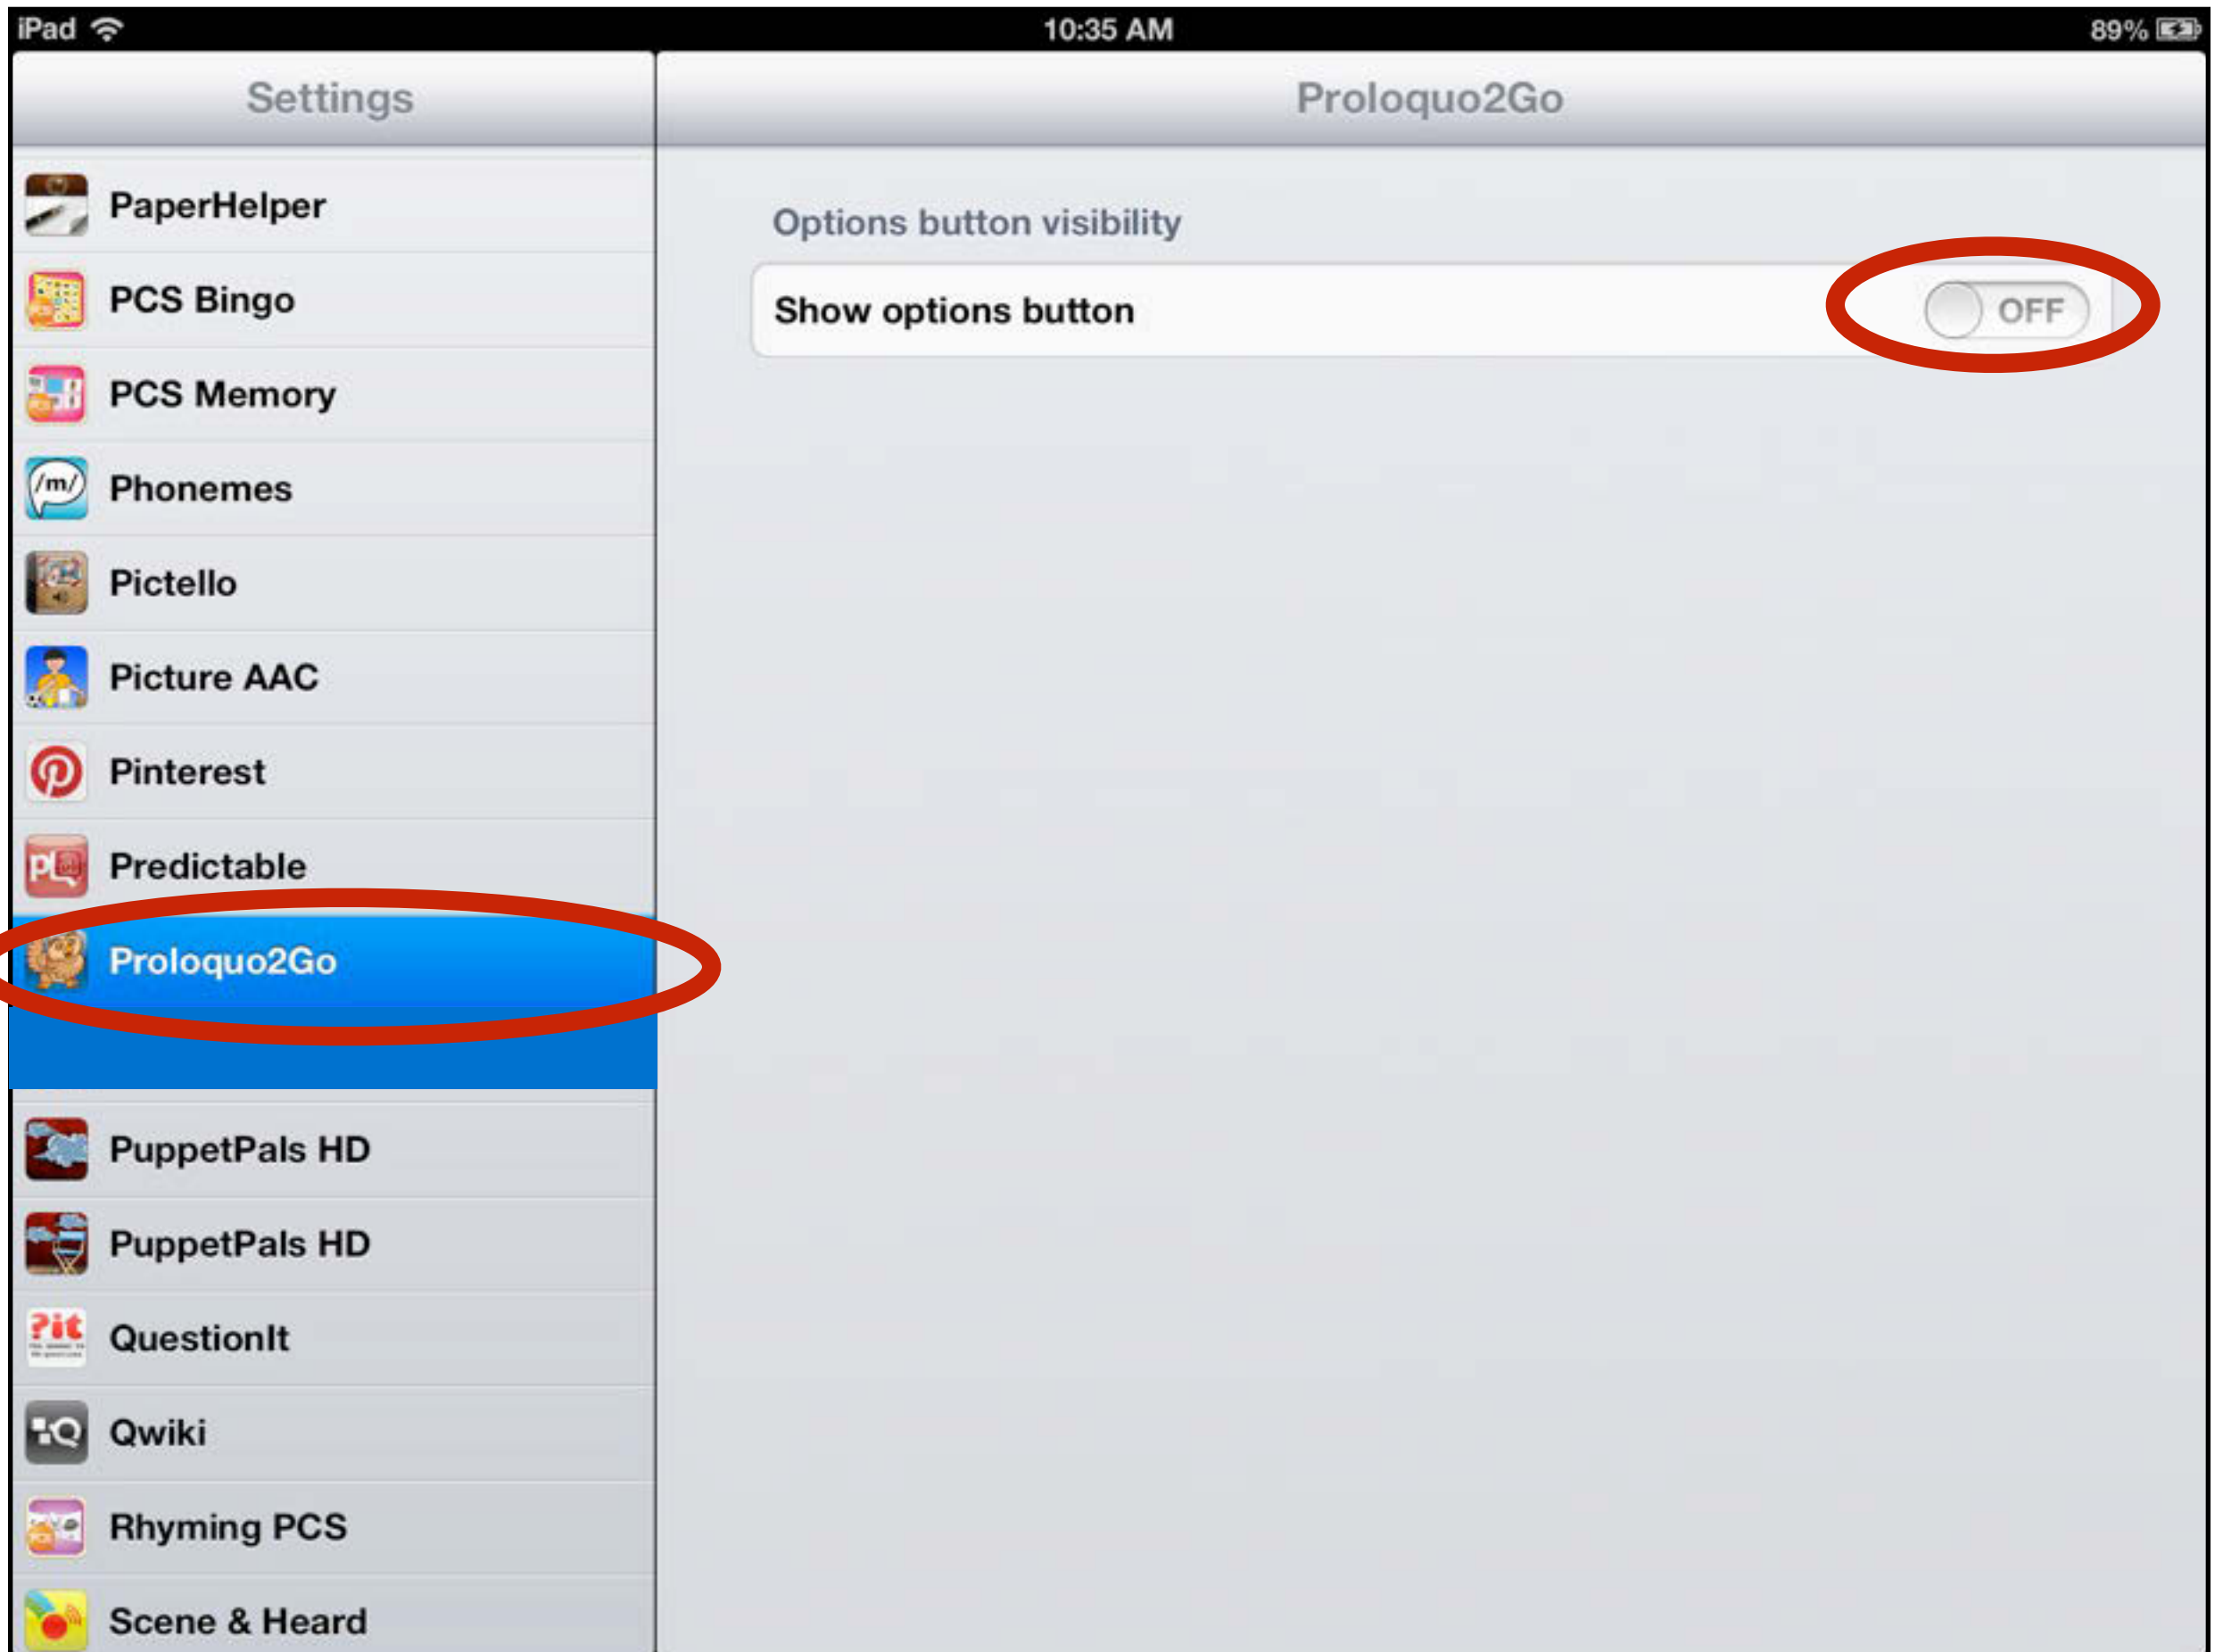 iPad 10:35 AM 89%
Settings
Proloquo2Go
PaperHelper
PCS Bingo
PCS Memory
/m/ Phonemes
Pictello
Picture AAC
Pinterest
Predictable
Proloquo2Go
PuppetPals HD
PuppetPals HD
?it QuestionIt
Qwiki
Rhyming PCS
Scene & Heard
Options button visibility
Show options button OFF